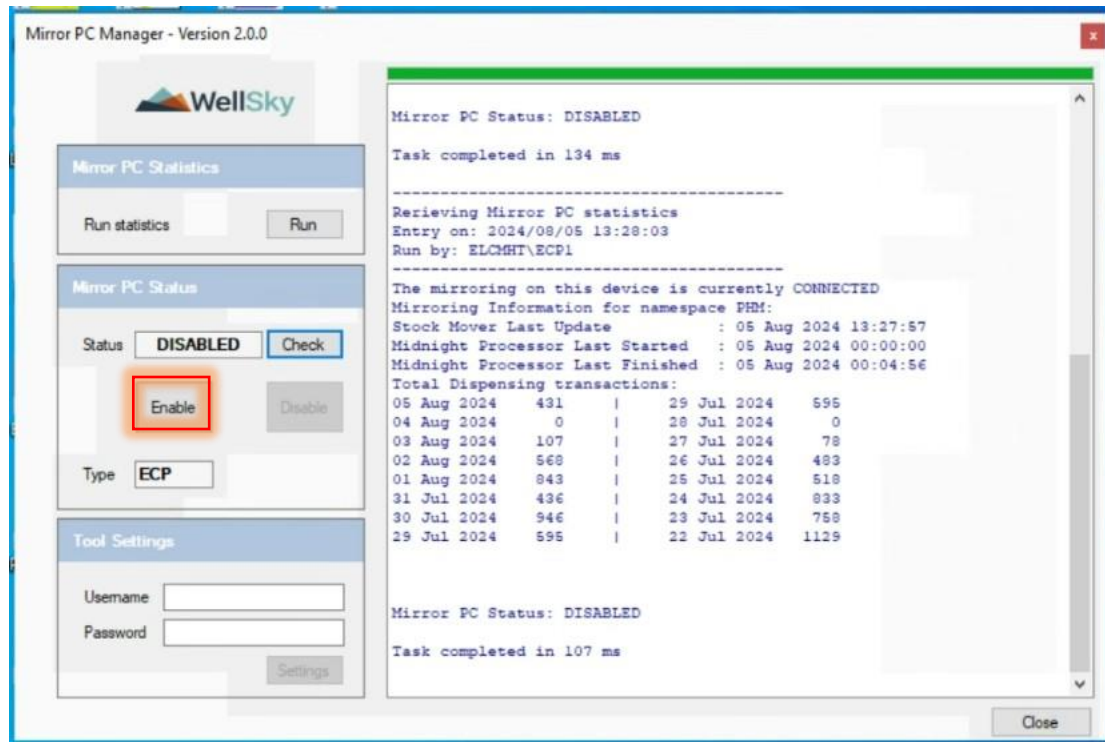 Mirror PC Manager - Version 2.0.0
x
WellSky
Mirror PC Statistics
Run statistics Run
Mirror PC Status
Status DISABLED Check
Enable Disable
Type ECP
Tool Settings
Username
Password
Settings
Mirror PC Status: DISABLED
Task completed in 134 ms
-----------------------------------------
Rerieving Mirror PC statistics
Entry on: 2024/08/05 13:28:03
Run by: ELCMHT\ECP1
-----------------------------------------
The mirroring on this device is currently CONNECTED
Mirroring Information for namespace PHM:
Stock Mover Last Update : 05 Aug 2024 13:27:57
Midnight Processor Last Started : 05 Aug 2024 00:00:00
Midnight Processor Last Finished : 05 Aug 2024 00:04:56
Total Dispensing transactions:
05 Aug 2024 431 | 29 Jul 2024 595
04 Aug 2024 0 | 28 Jul 2024 0
03 Aug 2024 107 | 27 Jul 2024 78
02 Aug 2024 568 | 26 Jul 2024 483
01 Aug 2024 843 | 25 Jul 2024 518
31 Jul 2024 436 | 24 Jul 2024 833
30 Jul 2024 946 | 23 Jul 2024 758
29 Jul 2024 595 | 22 Jul 2024 1129
Mirror PC Status: DISABLED
Task completed in 107 ms
Close